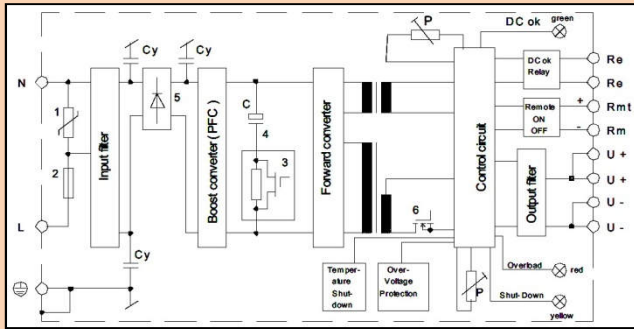 P
DC ok
green
Cy
Cy
N
L
1
2
Input filter
5
Boost converter ( PFC )
C
4
3
Forward converter
Control circuit
DC ok
Relay
Re
Re
Remote
ON
OFF
+
Rmt
-
Rm
Output filter
U +
U +
U -
U -
6
Cy
Temper-
ature
Shut-
down
Over-
Voltage
Protection
P
Overload
red
Shut- Down
yellow